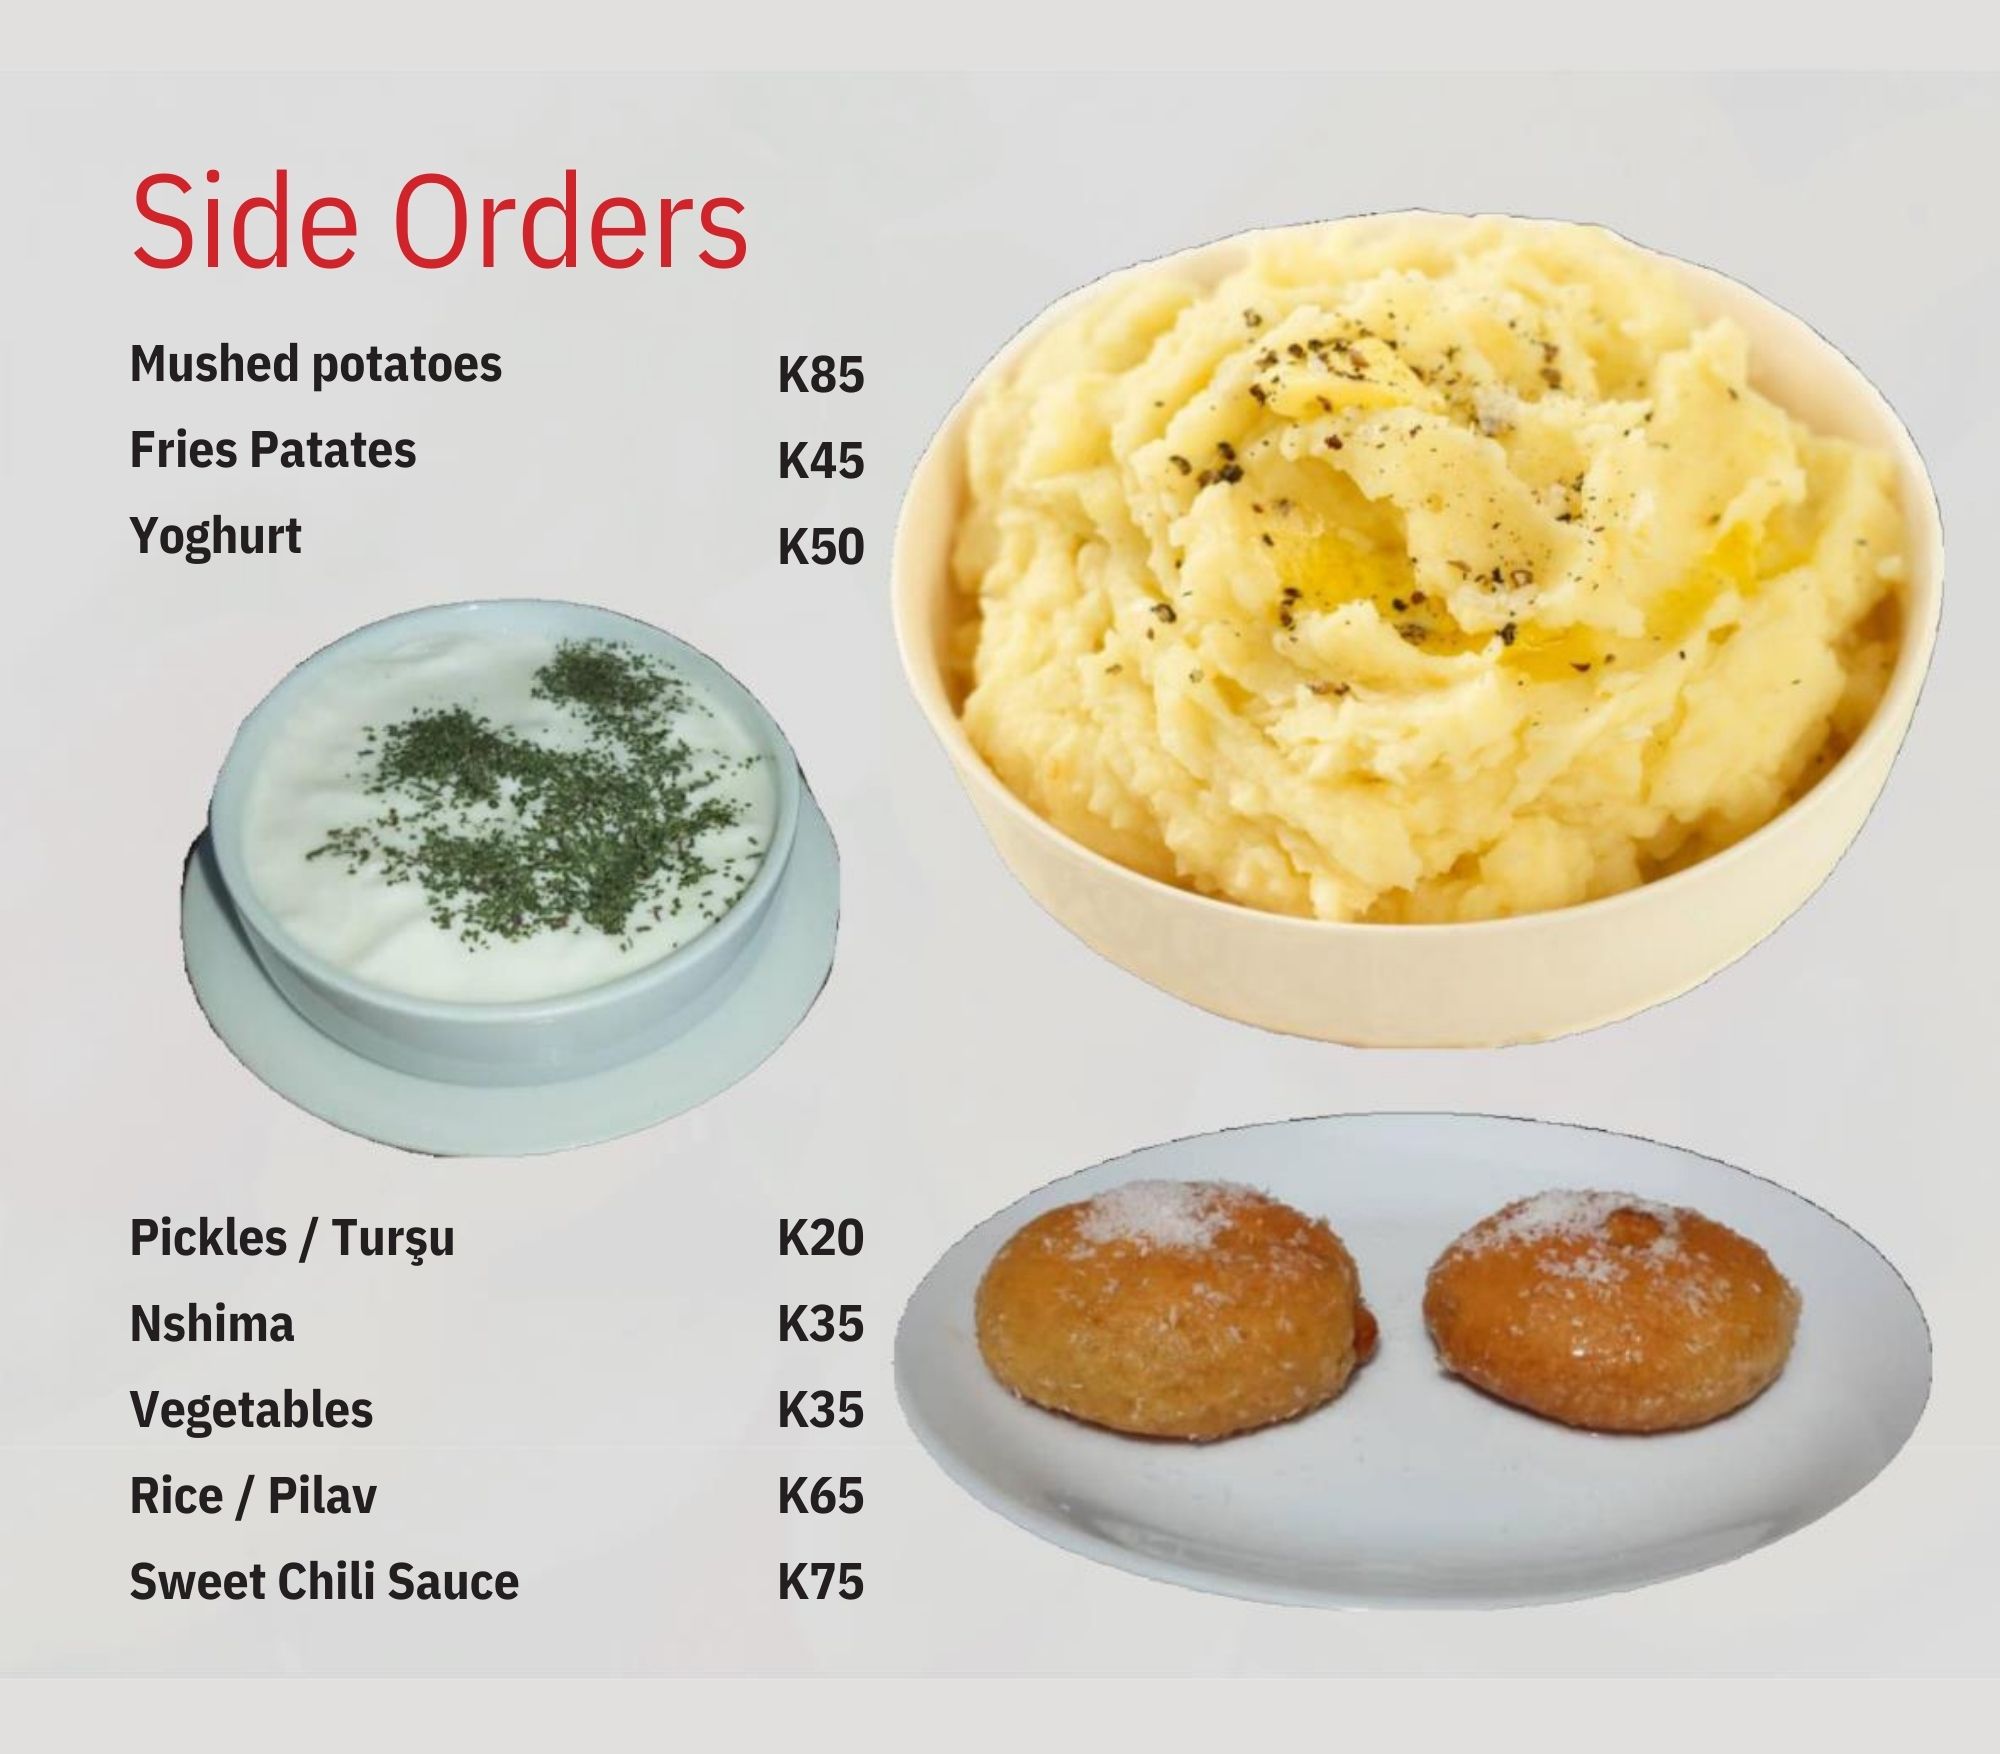 Side Orders
Mushed potatoes K85
Fries Patates K45
Yoghurt K50
Pickles / Turşu K20
Nshima K35
Vegetables K35
Rice / Pilav K65
Sweet Chili Sauce K75